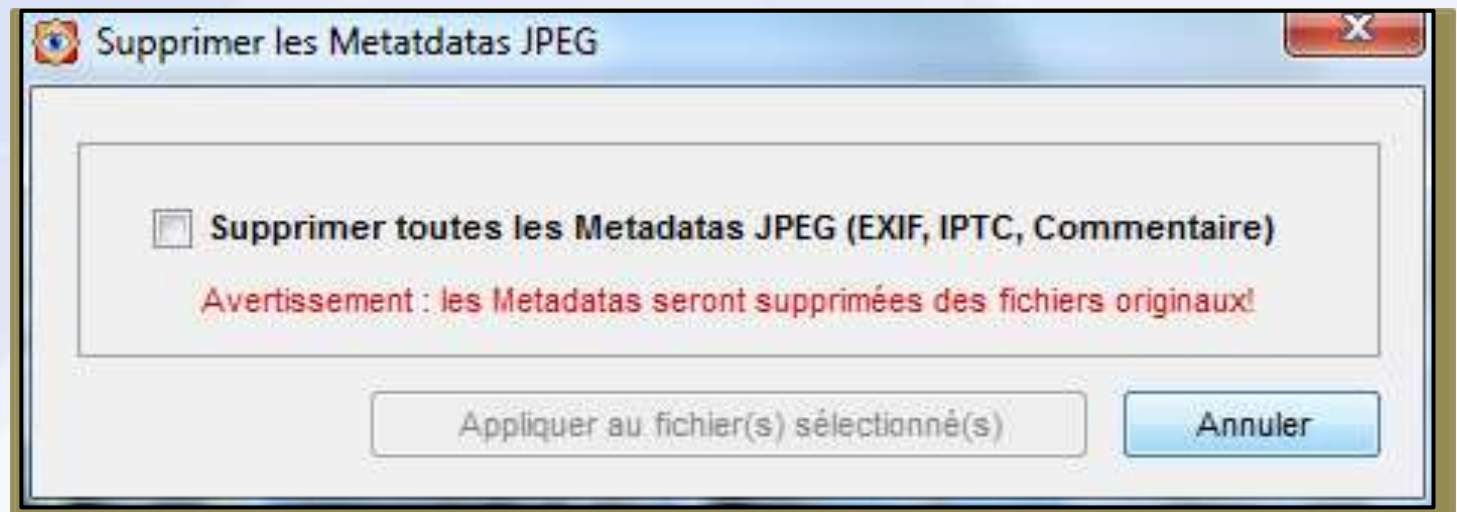 Supprimer les Metatdatas JPEG
Supprimer toutes les Metadatas JPEG (EXIF, IPTC, Commentaire)
Avertissement : les Metadatas seront supprimées des fichiers originaux!
Appliquer au fichier(s) sélectionné(s)
Annuler